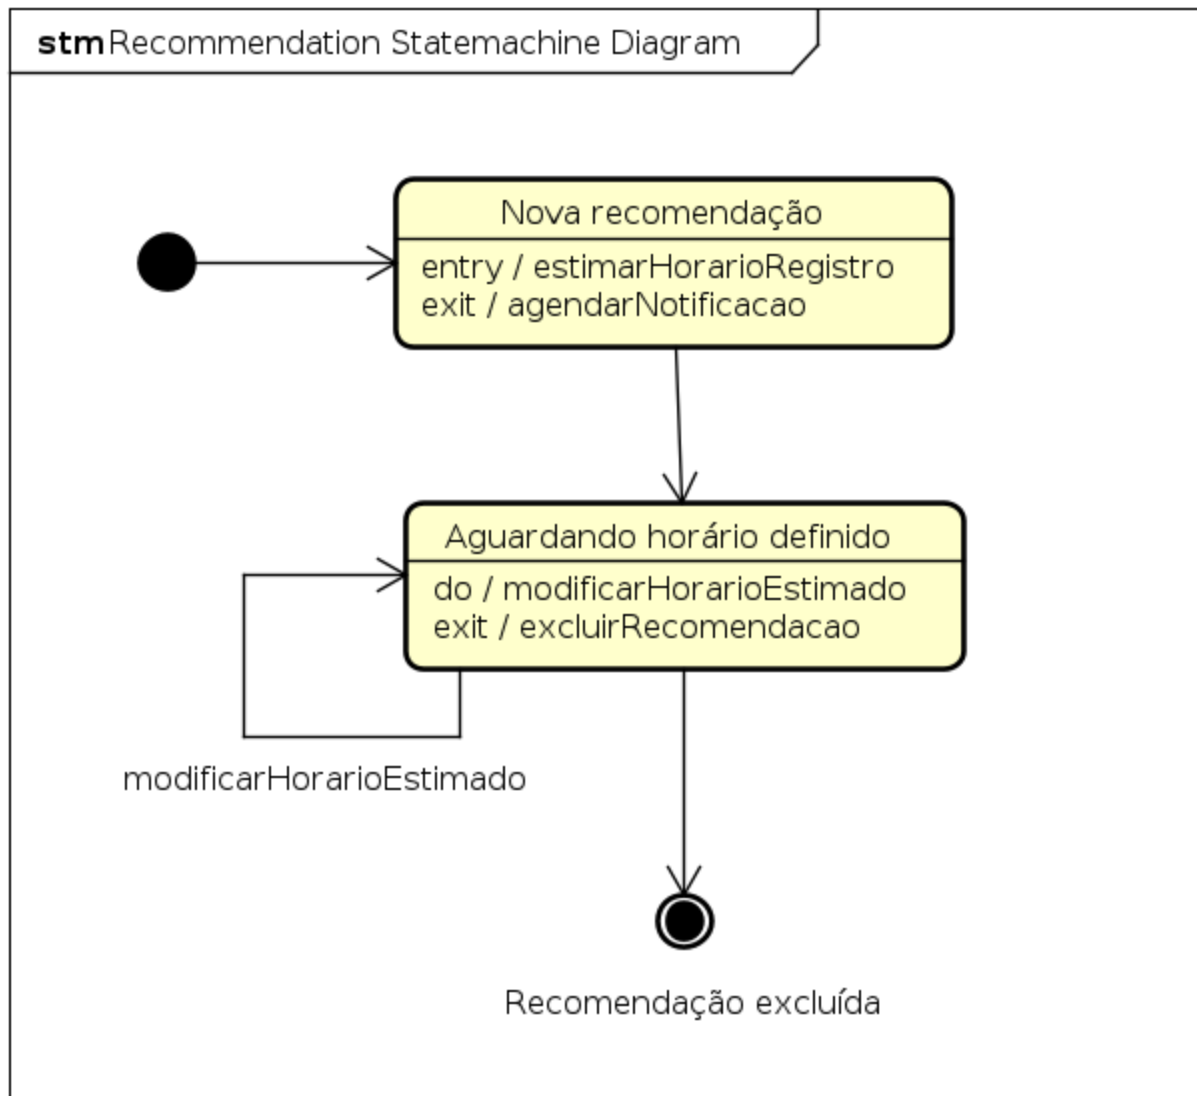 stm Recommendation Statemachine Diagram
Nova recomendação
entry / estimarHorarioRegistro
exit / agendarNotificacao
Aguardando horário definido
do / modificarHorarioEstimado
exit / excluirRecomendacao
modificarHorarioEstimado
Recomendação excluída